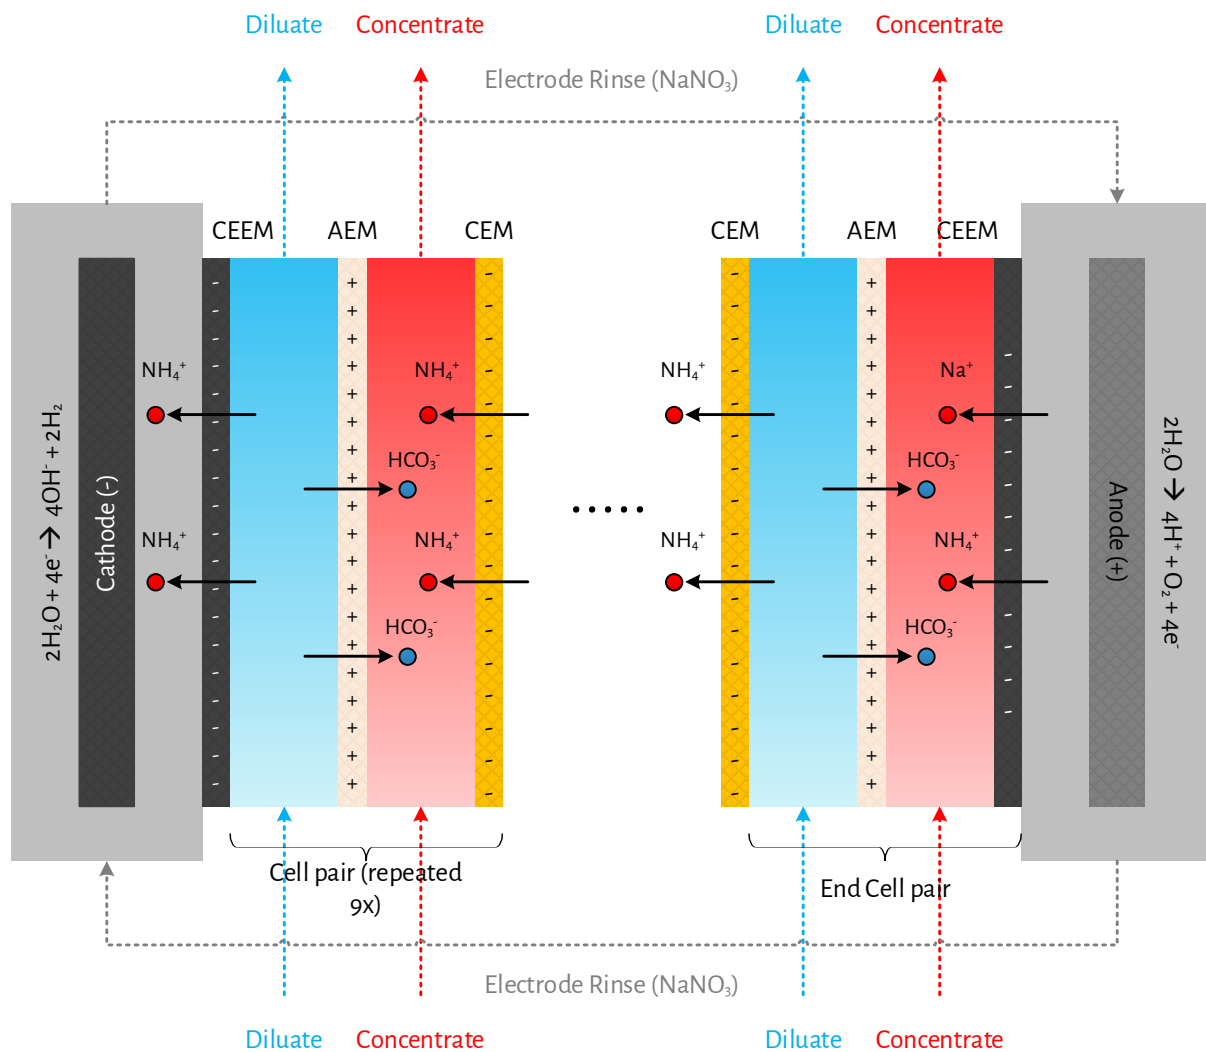 Diluate Concentrate Diluate Concentrate
Electrode Rinse (NaNO₃)
CEEM AEM CEM CEM AEM CEEM
NH₄⁺ NH₄⁺ NH₄⁺ Na⁺
HCO₃⁻ HCO₃⁻
NH₄⁺ NH₄⁺ NH₄⁺ NH₄⁺
HCO₃⁻ HCO₃⁻
2H₂O + 4e⁻ → 4OH⁻ + 2H₂
Cathode (-)
.....
Anode (+)
2H₂O → 4H⁺ + O₂ + 4e⁻
Cell pair (repeated
9x)
End Cell pair
Electrode Rinse (NaNO₃)
Diluate Concentrate Diluate Concentrate